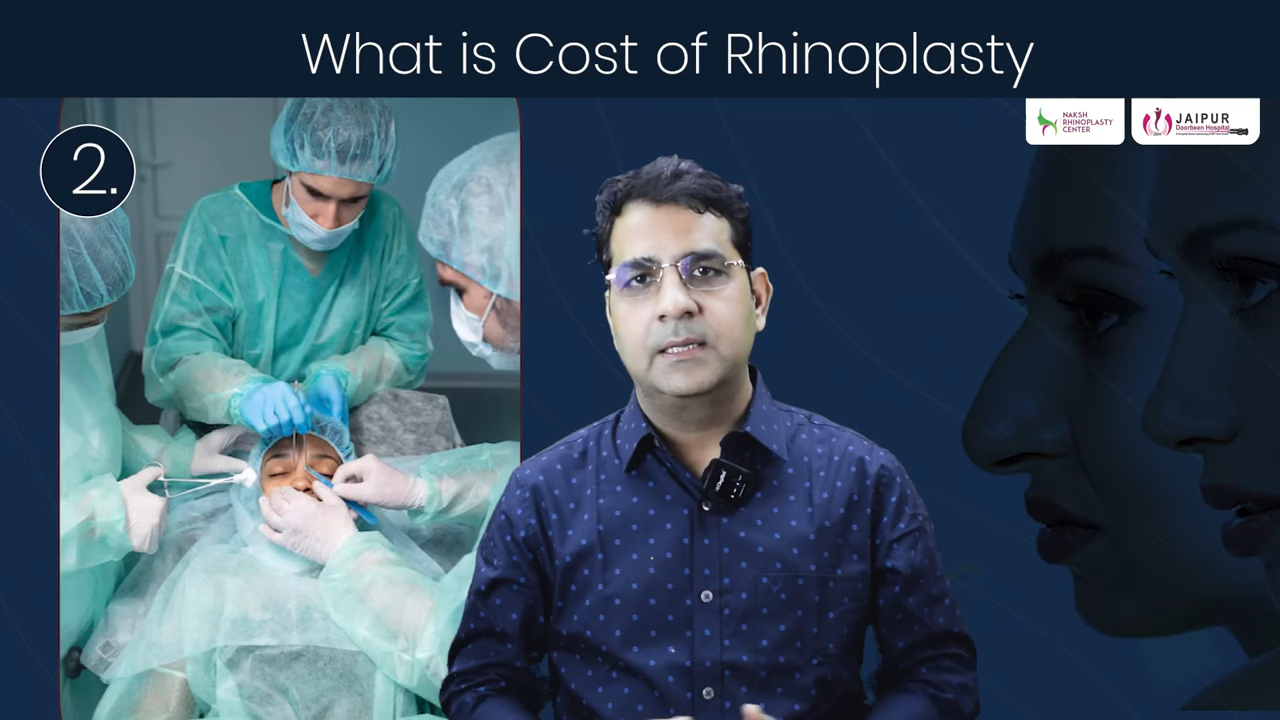 What is Cost of Rhinoplasty
2.
NAKSH
RHINOPLASTY
CENTER
JAIPUR
Doorbeen Hospital